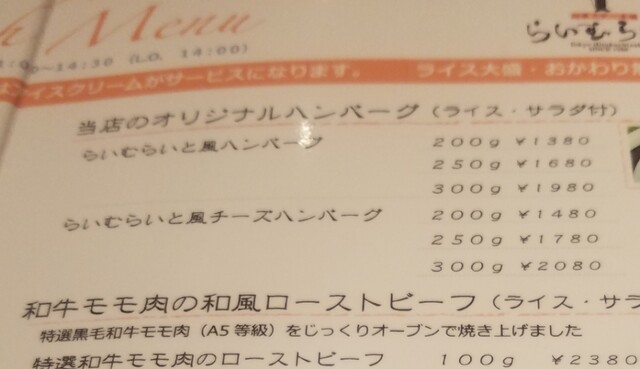 Menu
14:30 (L.O. 14:00)
らいむら
イスクリームがサービスになります。 ライス大盛・おかわり
当店のオリジナルハンバーグ（ライス・サラダ付）
らいむらいと風ハンバーグ 200g ¥1380
250g ¥1680
300g ¥1980
らいむらいと風チーズハンバーグ 200g ¥1480
250g ¥1780
300g ¥2080
和牛モモ肉の和風ローストビーフ（ライス・サラ
特選黒毛和牛モモ肉（A5等級）をじっくりオーブンで焼き上げました
特選和牛モモ肉のローストビーフ 100g ¥2380